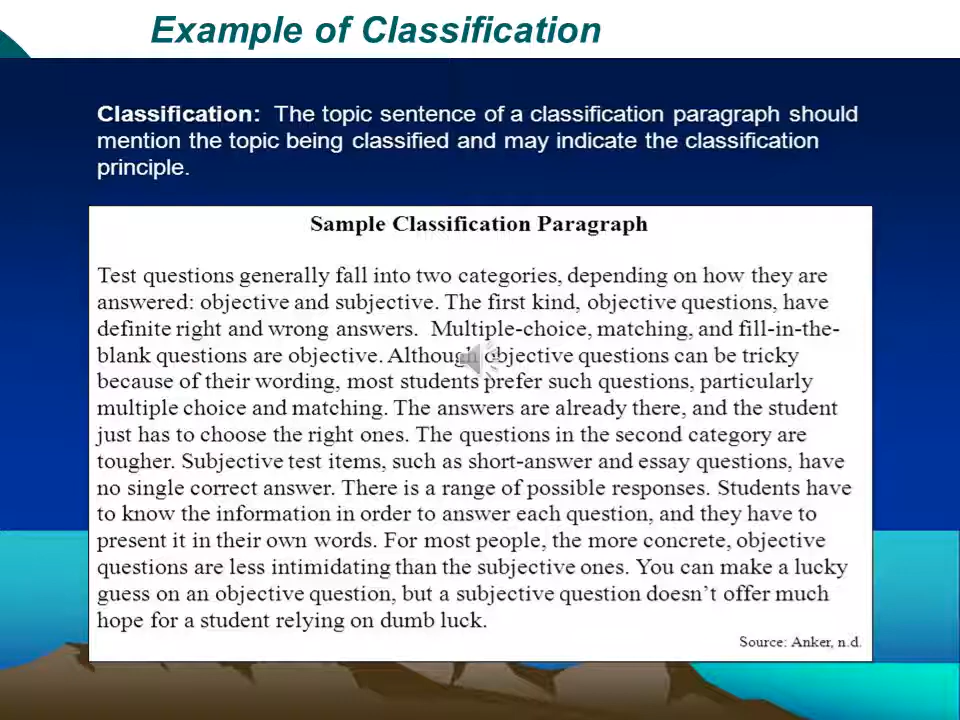 Example of Classification
Classification: The topic sentence of a classification paragraph should
mention the topic being classified and may indicate the classification
principle.
Sample Classification Paragraph
Test questions generally fall into two categories, depending on how they are
answered: objective and subjective. The first kind, objective questions, have
definite right and wrong answers. Multiple-choice, matching, and fill-in-the-
blank questions are objective. Although objective questions can be tricky
because of their wording, most students prefer such questions, particularly
multiple choice and matching. The answers are already there, and the student
just has to choose the right ones. The questions in the second category are
tougher. Subjective test items, such as short-answer and essay questions, have
no single correct answer. There is a range of possible responses. Students have
to know the information in order to answer each question, and they have to
present it in their own words. For most people, the more concrete, objective
questions are less intimidating than the subjective ones. You can make a lucky
guess on an objective question, but a subjective question doesn’t offer much
hope for a student relying on dumb luck.
Source: Anker, n.d.